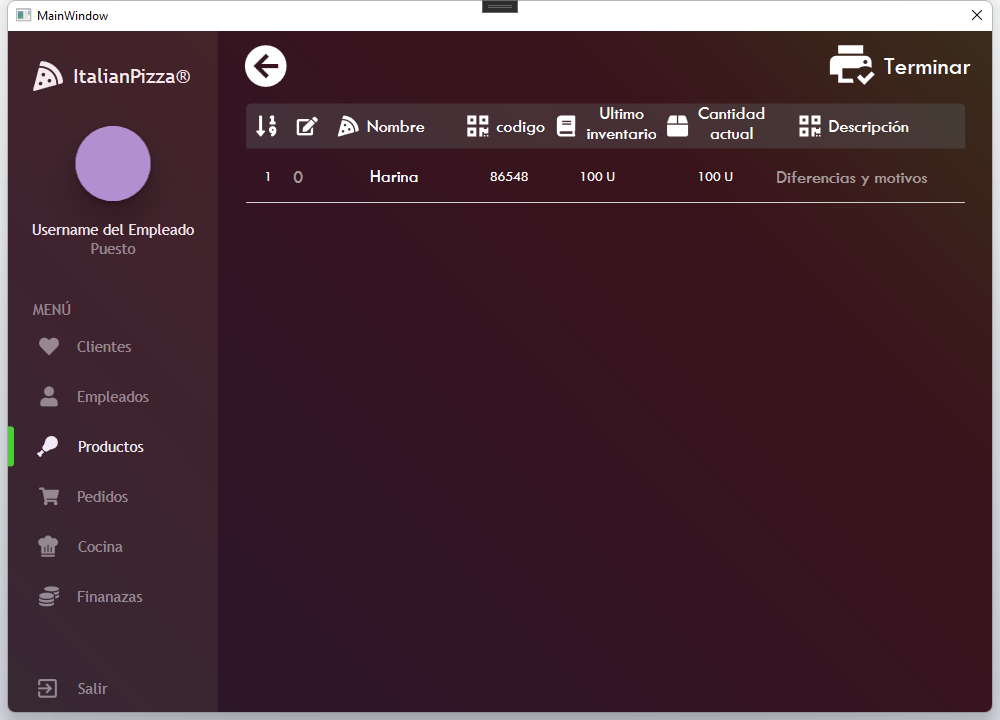 MainWindow
ItalianPizza®
Username del Empleado
Puesto
MENÚ
Clientes
Empleados
Productos
Pedidos
Cocina
Finanazas
Salir
Terminar
Nombre
codigo
Ultimo
inventario
Cantidad
actual
Descripción
1 0 Harina 86548 100 U 100 U Diferencias y motivos